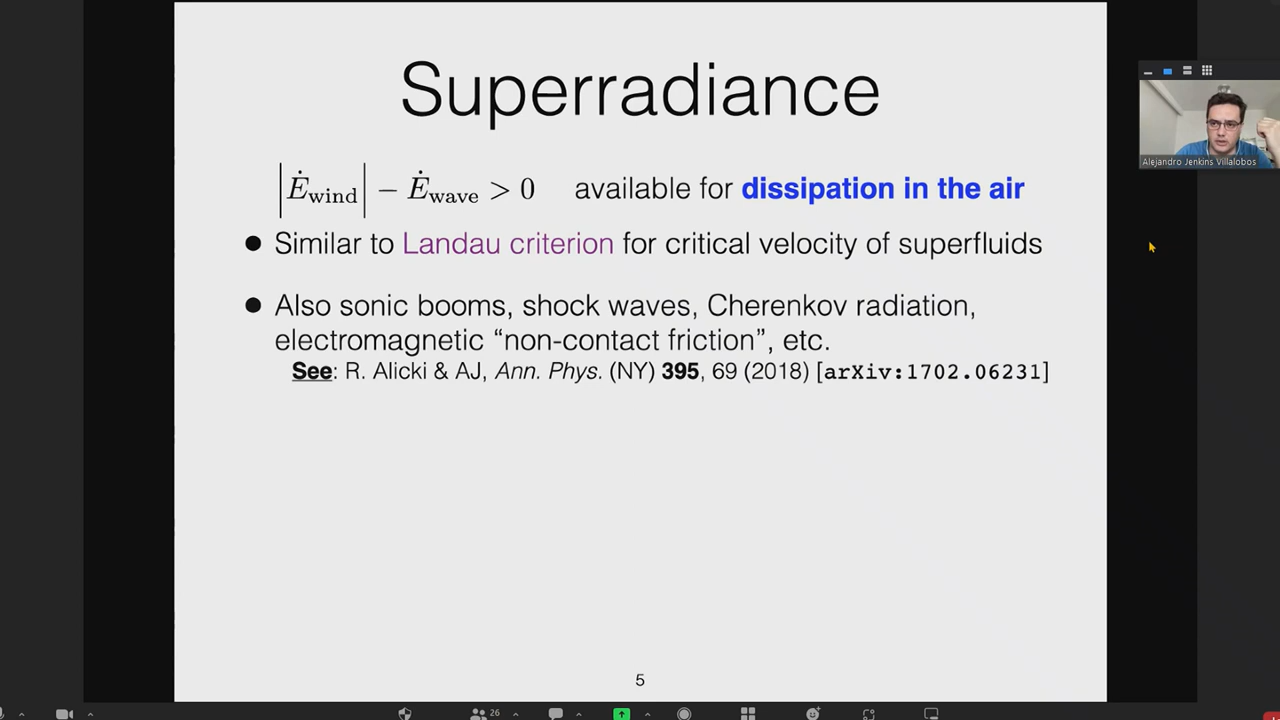 Superradiance
|Ė_wind| − Ė_wave > 0 available for dissipation in the air
● Similar to Landau criterion for critical velocity of superfluids
● Also sonic booms, shock waves, Cherenkov radiation,
electromagnetic “non-contact friction”, etc.
See: R. Alicki & AJ, Ann. Phys. (NY) 395, 69 (2018) [arXiv:1702.06231]
5
Alejandro Jenkins Villalobos
26